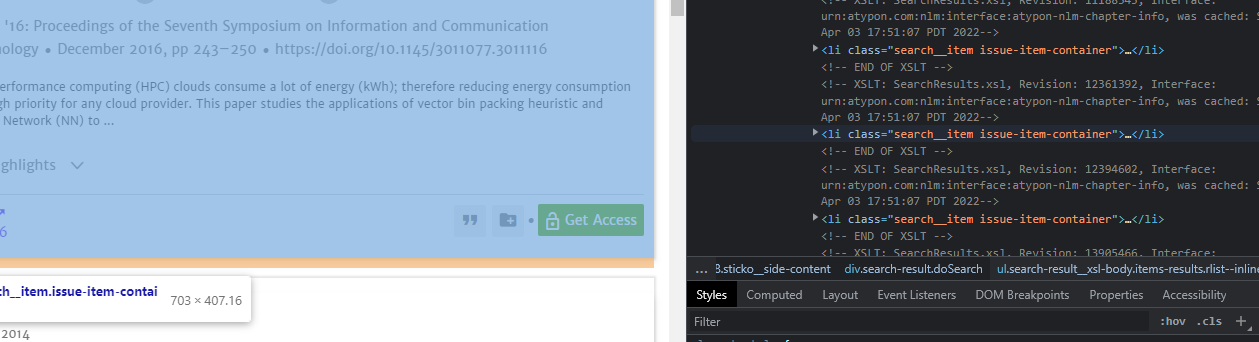 '16: Proceedings of the Seventh Symposium on Information and Communication
nology • December 2016, pp 243–250 • https://doi.org/10.1145/3011077.3011116
erformance computing (HPC) clouds consume a lot of energy (kWh); therefore reducing energy consumption
gh priority for any cloud provider. This paper studies the applications of vector bin packing heuristic and
Network (NN) to ...
ghlights
6
Get Access
ch__item.issue-item-contai
703 × 407.16
2014
<!-- XSLT: SearchResults.xsl, Revision: 11188545, Interface:
urn:atypon.com:nlm:interface:atypon-nlm-chapter-info, was cached: S
Apr 03 17:51:07 PDT 2022-->
<li class="search__item issue-item-container">…</li>
<!-- END OF XSLT -->
<!-- XSLT: SearchResults.xsl, Revision: 12361392, Interface:
urn:atypon.com:nlm:interface:atypon-nlm-chapter-info, was cached: S
Apr 03 17:51:07 PDT 2022-->
<li class="search__item issue-item-container">…</li>
<!-- END OF XSLT -->
<!-- XSLT: SearchResults.xsl, Revision: 12394602, Interface:
urn:atypon.com:nlm:interface:atypon-nlm-chapter-info, was cached: S
Apr 03 17:51:07 PDT 2022-->
<li class="search__item issue-item-container">…</li>
<!-- END OF XSLT -->
<!-- XSLT: SearchResults.xsl, Revision: 13905466, Interface:
... 8.sticko__side-content div.search-result.doSearch ul.search-result__xsl-body.items-results.rlist--inline
Styles Computed Layout Event Listeners DOM Breakpoints Properties Accessibility
Filter :hov .cls +